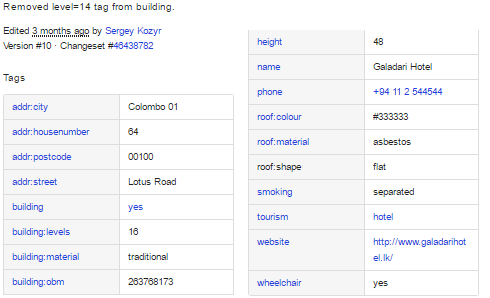 Removed level=14 tag from building.
Edited 3 months ago by Sergey Kozyr
Version #10 · Changeset #46438782
Tags
addr:city Colombo 01
addr:housenumber 64
addr:postcode 00100
addr:street Lotus Road
building yes
building:levels 16
building:material traditional
building:obm 263768173
height 48
name Galadari Hotel
phone +94 11 2 544544
roof:colour #333333
roof:material asbestos
roof:shape flat
smoking separated
tourism hotel
website http://www.galadarihot
el.lk/
wheelchair yes